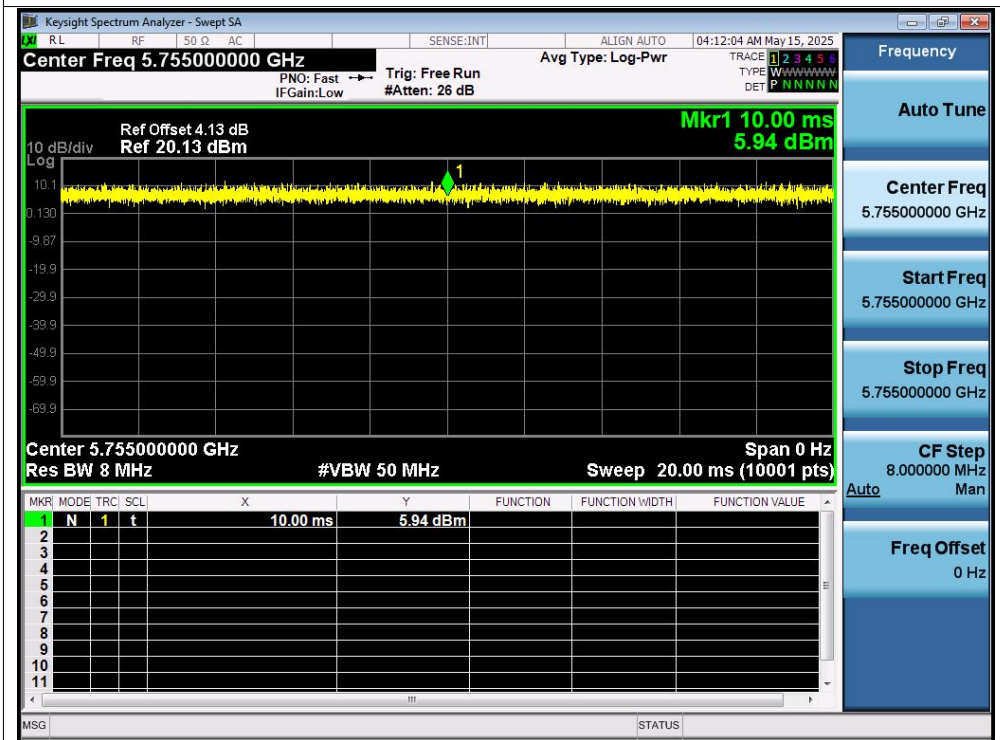 Keysight Spectrum Analyzer - Swept SA
LXI RL RF 50 Ω AC SENSE:INT ALIGN AUTO 04:12:04 AM May 15, 2025
Center Freq 5.755000000 GHz Avg Type: Log-Pwr TRACE 1 2 3 4 5 6
PNO: Fast Trig: Free Run TYPE W
IFGain:Low #Atten: 26 dB DET P N N N N N
Mkr1 10.00 ms
Ref Offset 4.13 dB
10 dB/div Ref 20.13 dBm 5.94 dBm
Log
1
10.1
0.130
-9.87
-19.9
-29.9
-39.9
-49.9
-59.9
-69.9
Center 5.755000000 GHz Span 0 Hz
Res BW 8 MHz #VBW 50 MHz Sweep 20.00 ms (10001 pts)
MKR MODE TRC SCL X Y FUNCTION FUNCTION WIDTH FUNCTION VALUE
1 N 1 t 10.00 ms 5.94 dBm
2
3
4
5
6
7
8
9
10
11
MSG STATUS
Frequency
Auto Tune
Center Freq
5.755000000 GHz
Start Freq
5.755000000 GHz
Stop Freq
5.755000000 GHz
CF Step
8.000000 MHz
Auto Man
Freq Offset
0 Hz